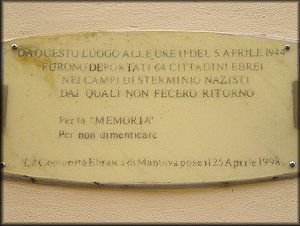 DA QUESTO LUOGO ALLE ORE 11 DEL 5 APRILE 1944
FURONO DEPORTATI 64 CITTADINI EBREI
NEI CAMPI DI STERMINIO NAZISTI
DAI QUALI NON FECERO RITORNO
Per la "MEMORIA"
Per non dimenticare
La Comunità Ebraica di Mantova pose il 25 Aprile 1998